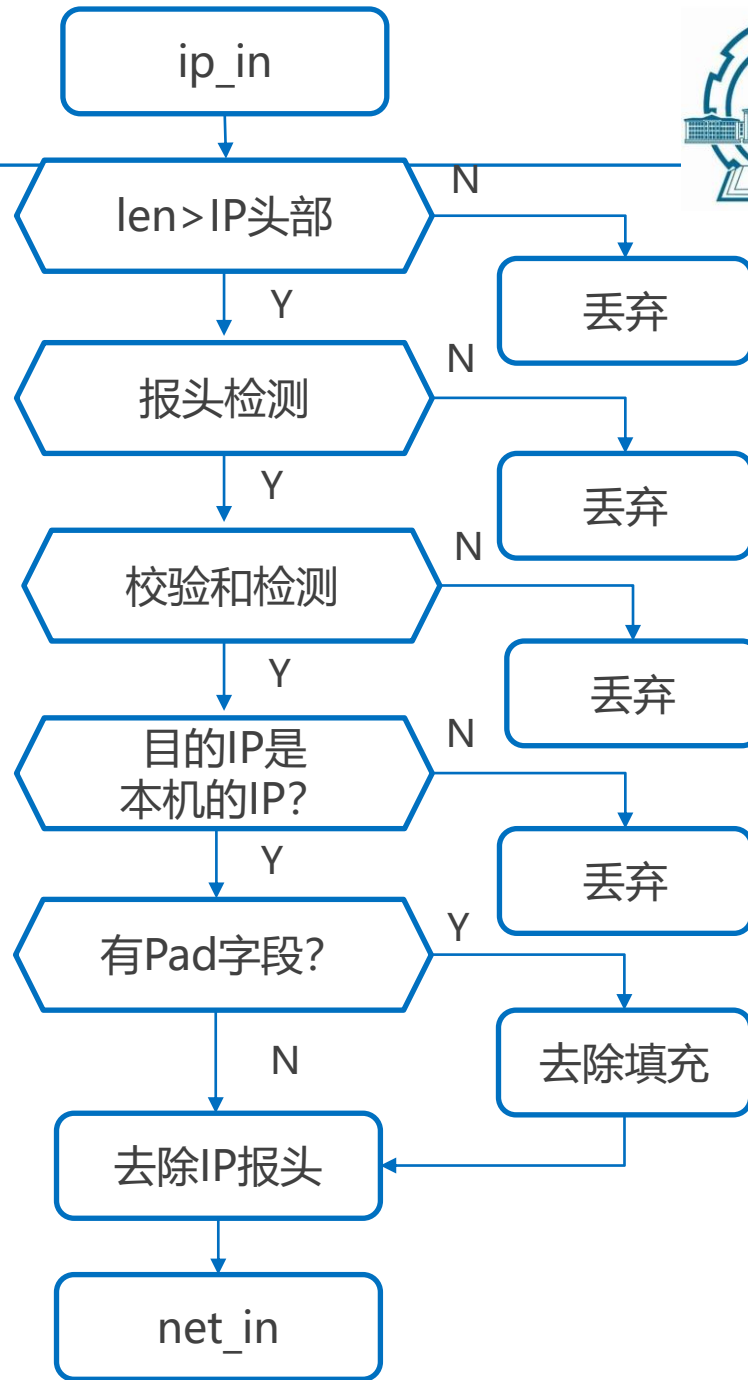 ip_in
len>IP头部
N
Y
丢弃
报头检测
N
Y
丢弃
校验和检测
N
Y
丢弃
目的IP是
本机的IP?
N
Y
丢弃
有Pad字段?
Y
N
去除填充
去除IP报头
net_in